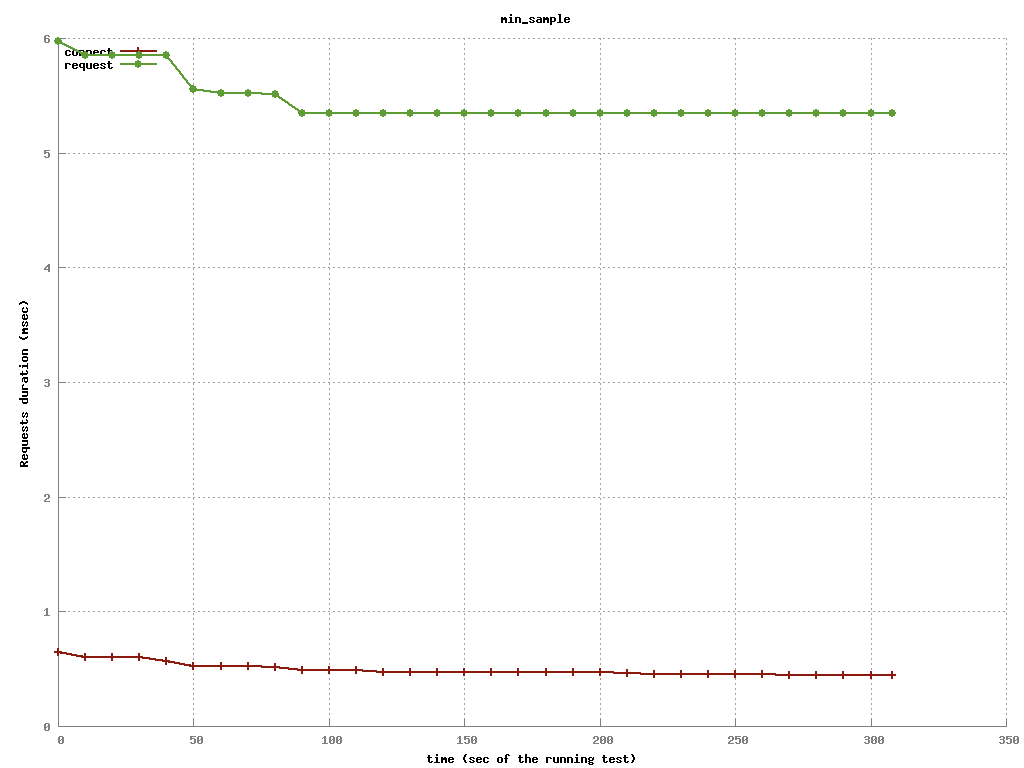 min_sample
6
connect
request
5
4
3
2
1
0
Requests duration (msec)
0 50 100 150 200 250 300 350
time (sec of the running test)